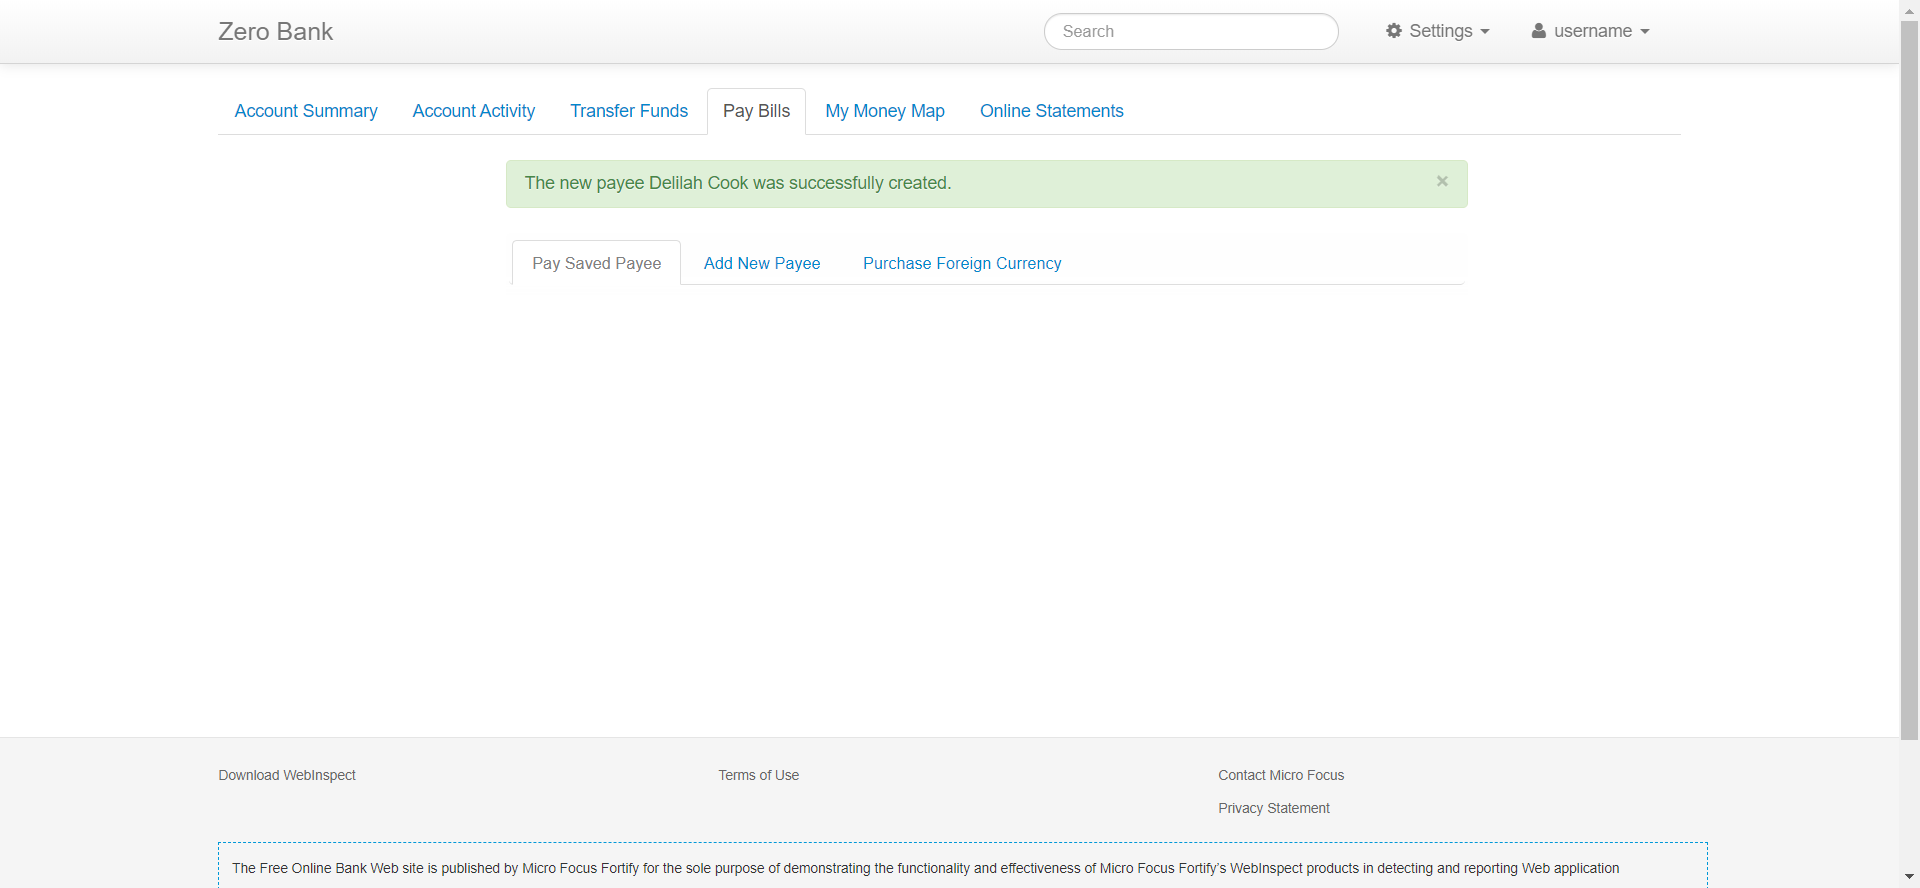 Zero Bank
Search
Settings
username
Account Summary
Account Activity
Transfer Funds
Pay Bills
My Money Map
Online Statements
The new payee Delilah Cook was successfully created.
×
Pay Saved Payee
Add New Payee
Purchase Foreign Currency
Download WebInspect
Terms of Use
Contact Micro Focus
Privacy Statement
The Free Online Bank Web site is published by Micro Focus Fortify for the sole purpose of demonstrating the functionality and effectiveness of Micro Focus Fortify's WebInspect products in detecting and reporting Web application